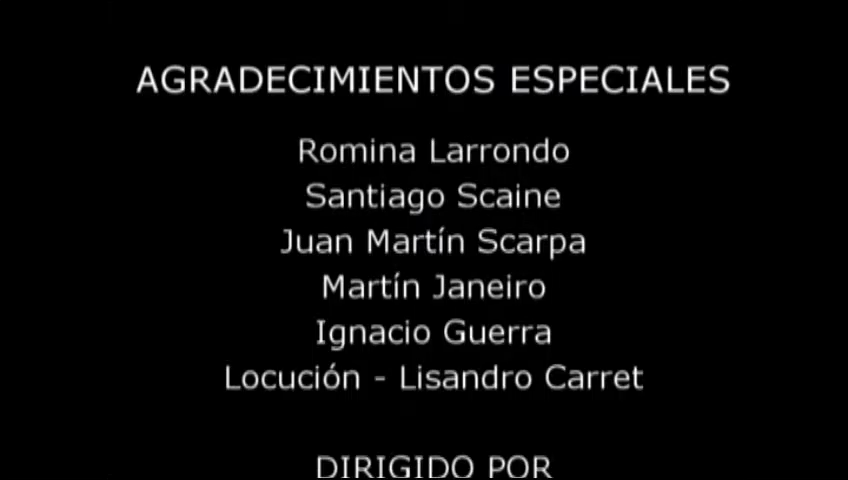 AGRADECIMIENTOS ESPECIALES
Romina Larrondo
Santiago Scaine
Juan Martín Scarpa
Martín Janeiro
Ignacio Guerra
Locución - Lisandro Carret
DIRIGIDO POR